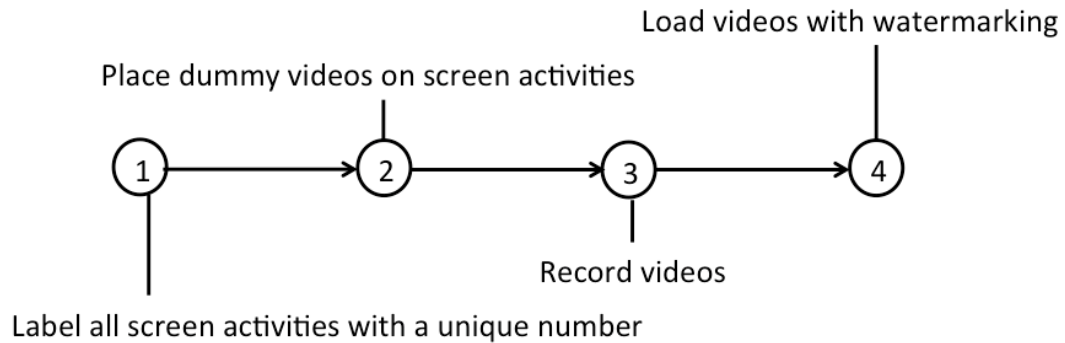 Load videos with watermarking
Place dummy videos on screen activities
1
2
3
4
Record videos
Label all screen activities with a unique number